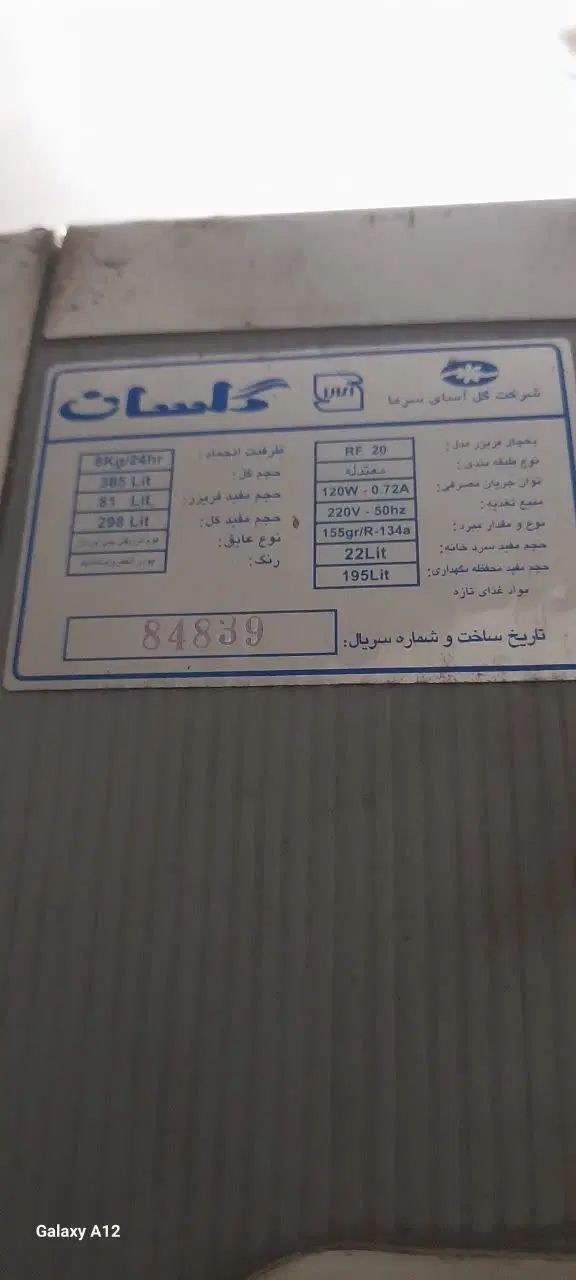 گلسان
شرکت گل آسای سرما
یخچال فریزر مدل: RF 20
نوع طبقه بندی: معتدله
توان جریان مصرفی: 120W - 0.72A
منبع تغذیه: 220V - 50hz
نوع و مقدار مبرد: 155gr/R-134a
حجم مفید سرد خانه: 22Lit
حجم مفید محفظه نگهداری: 195Lit
مواد غذای تازه
ظرفیت انجماد: 8Kg/24hr
حجم کل: 385 Lit
حجم مفید فریزر: 81 Lit
حجم مفید کل: 298 Lit
نوع عایق:
رنگ:
تاریخ ساخت و شماره سریال: 84839
Galaxy A12